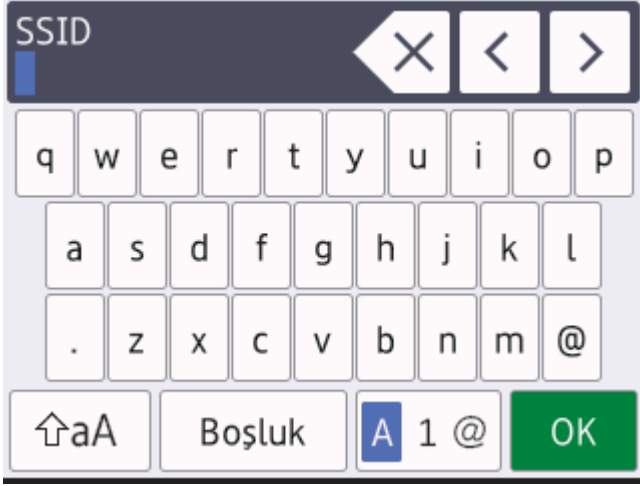 SSID
q w e r t y u i o p
a s d f g h j k l
. z x c v b n m @
aA Boşluk A 1 @ OK